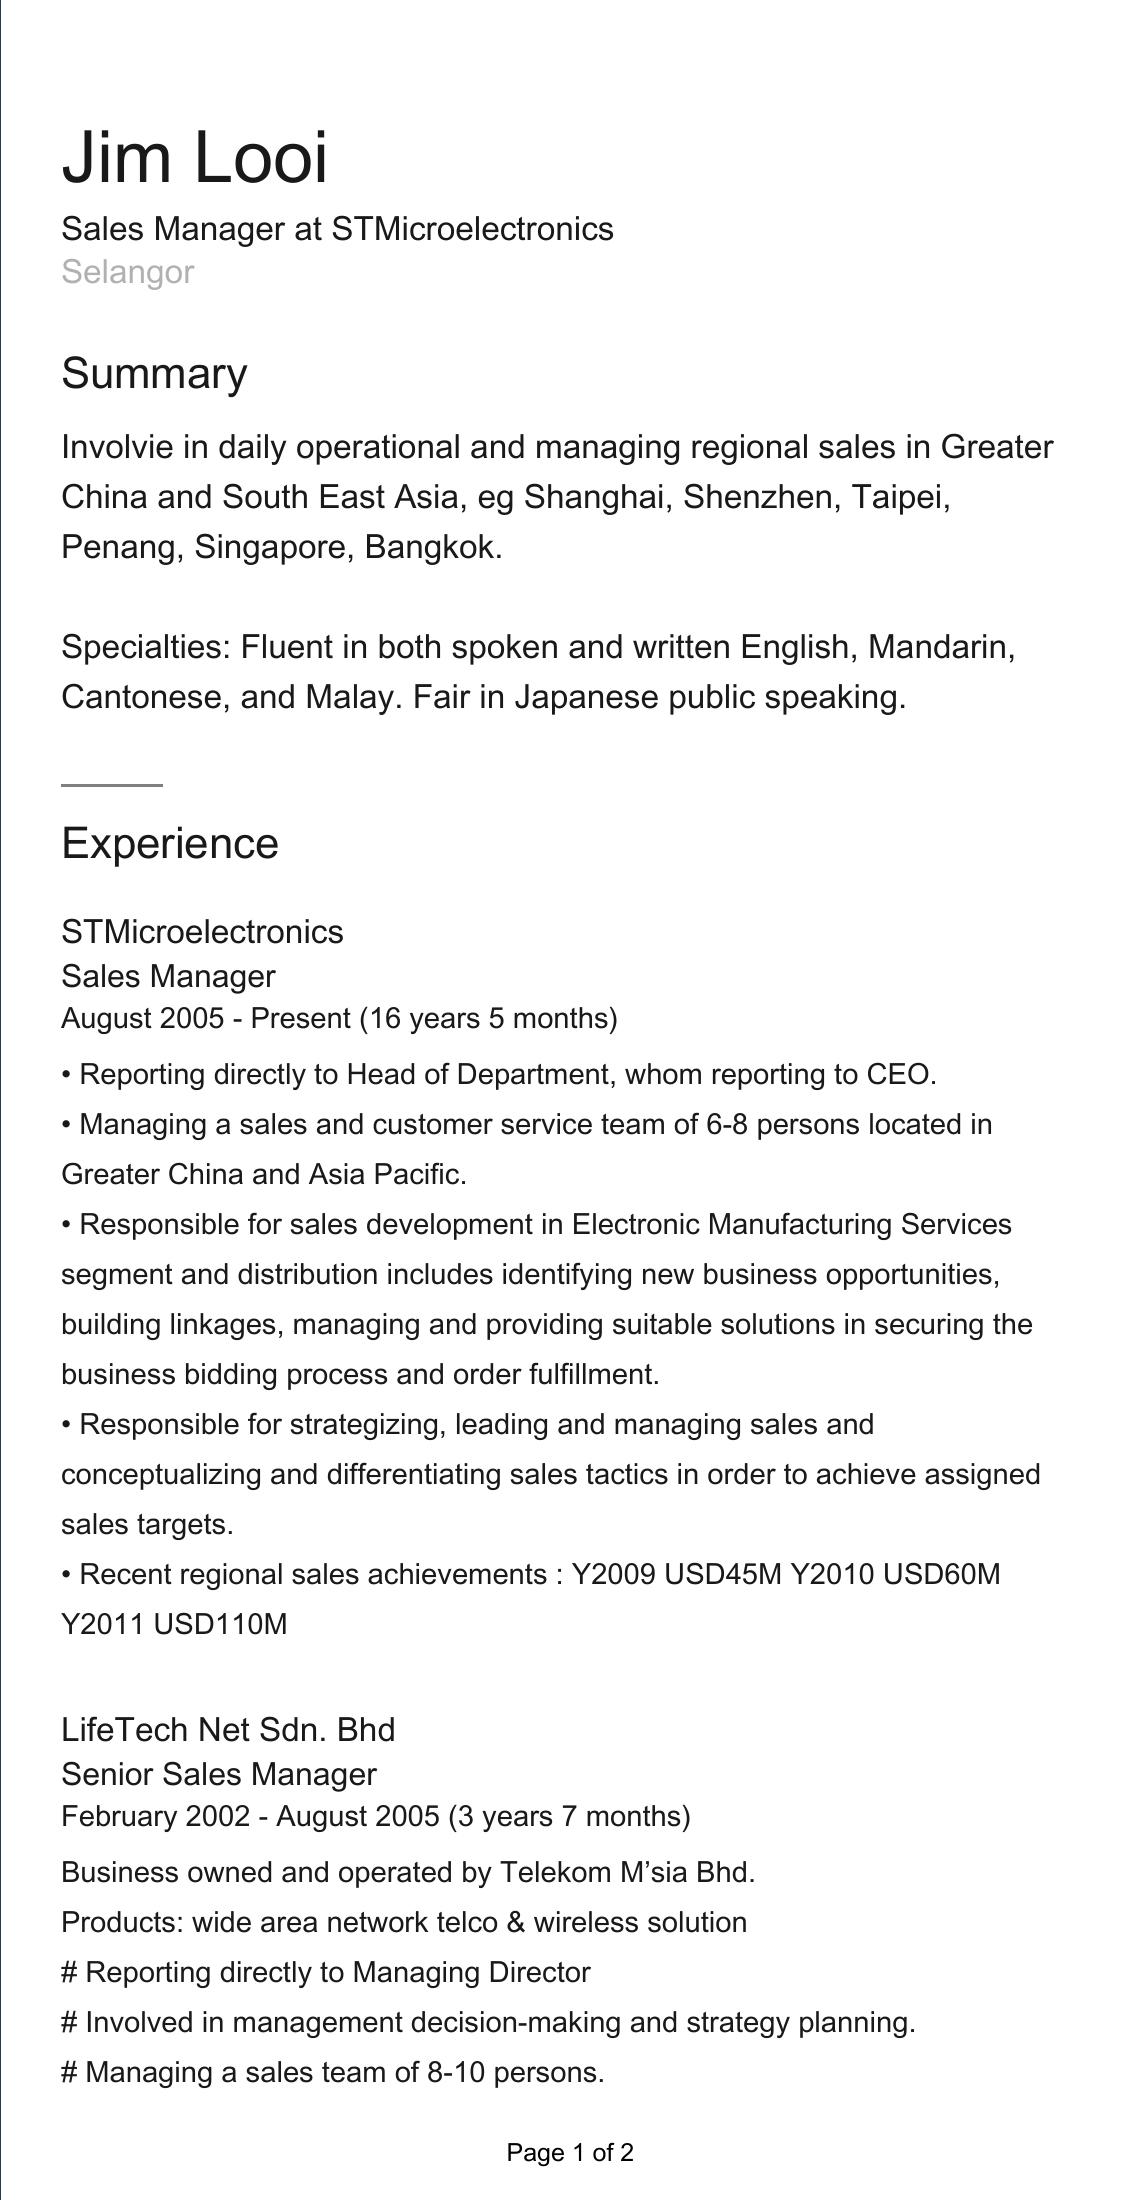 Jim Looi
Sales Manager at STMicroelectronics
Selangor
Summary
Involvie in daily operational and managing regional sales in Greater
China and South East Asia, eg Shanghai, Shenzhen, Taipei,
Penang, Singapore, Bangkok.
Specialties: Fluent in both spoken and written English, Mandarin,
Cantonese, and Malay. Fair in Japanese public speaking.
Experience
STMicroelectronics
Sales Manager
August 2005 - Present (16 years 5 months)
• Reporting directly to Head of Department, whom reporting to CEO.
• Managing a sales and customer service team of 6-8 persons located in
Greater China and Asia Pacific.
• Responsible for sales development in Electronic Manufacturing Services
segment and distribution includes identifying new business opportunities,
building linkages, managing and providing suitable solutions in securing the
business bidding process and order fulfillment.
• Responsible for strategizing, leading and managing sales and
conceptualizing and differentiating sales tactics in order to achieve assigned
sales targets.
• Recent regional sales achievements : Y2009 USD45M Y2010 USD60M
Y2011 USD110M
LifeTech Net Sdn. Bhd
Senior Sales Manager
February 2002 - August 2005 (3 years 7 months)
Business owned and operated by Telekom M’sia Bhd.
Products: wide area network telco & wireless solution
# Reporting directly to Managing Director
# Involved in management decision-making and strategy planning.
# Managing a sales team of 8-10 persons.
Page 1 of 2